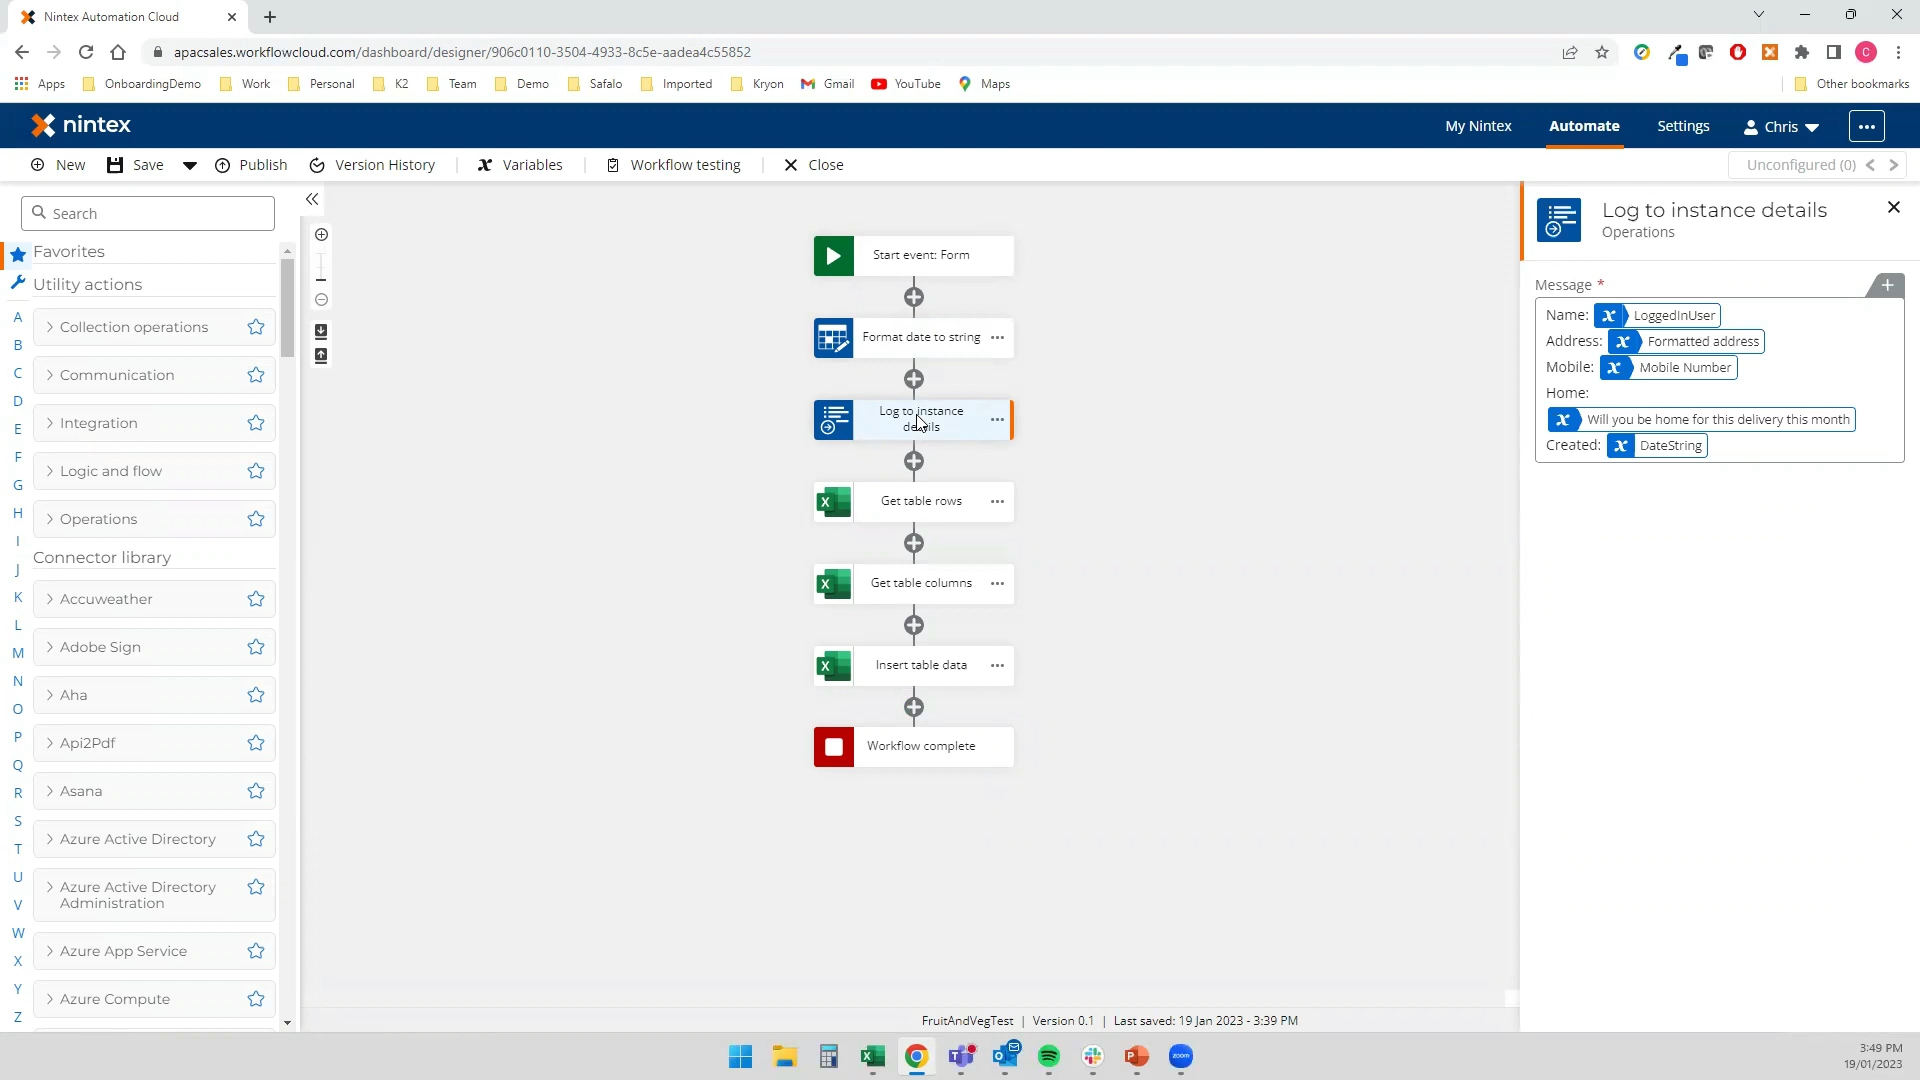 Nintex Automation Cloud
apacsales.workflowcloud.com/dashboard/designer/906c0110-3504-4933-8c5e-aadea4c55852
C
Apps OnboardingDemo Work Personal K2 Team Demo Safalo Imported Kryon Gmail YouTube Maps Other bookmarks
nintex
My Nintex Automate Settings Chris
New Save Publish Version History Variables Workflow testing Close Unconfigured (0)
Search
Favorites
Utility actions
Collection operations
Communication
Integration
Logic and flow
Operations
Connector library
Accuweather
Adobe Sign
Aha
Api2Pdf
Asana
Azure Active Directory
Azure Active Directory
Administration
Azure App Service
Azure Compute
A
B
C
D
E
F
G
H
I
J
K
L
M
N
O
P
Q
R
S
T
U
V
W
X
Y
Z
Start event: Form
Format date to string
Log to instance
details
Get table rows
Get table columns
Insert table data
Workflow complete
Log to instance details
Operations
Message *
Name: LoggedInUser
Address: Formatted address
Mobile: Mobile Number
Home:
Will you be home for this delivery this month
Created: DateString
FruitAndVegTest | Version 0.1 | Last saved: 19 Jan 2023 - 3:39 PM
zoom
3:49 PM
19/01/2023